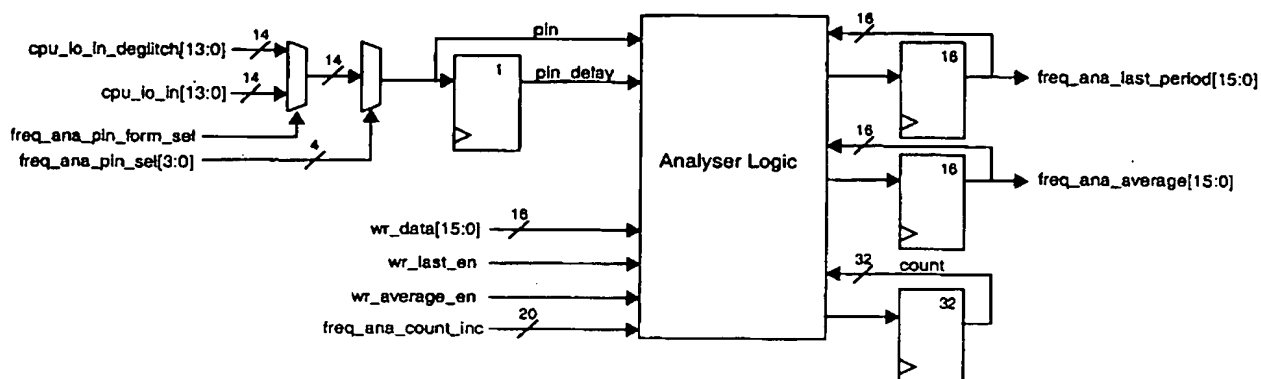 cpu_io_in_deglitch[13:0]
14
cpu_io_in[13:0]
14
14
freq_ana_pin_form_sel
freq_ana_pin_sel[3:0]
4
1
pin
pin_delay
wr_data[15:0]
16
wr_last_en
wr_average_en
freq_ana_count_inc
20
Analyser Logic
16
16
freq_ana_last_period[15:0]
16
16
freq_ana_average[15:0]
32
count
32